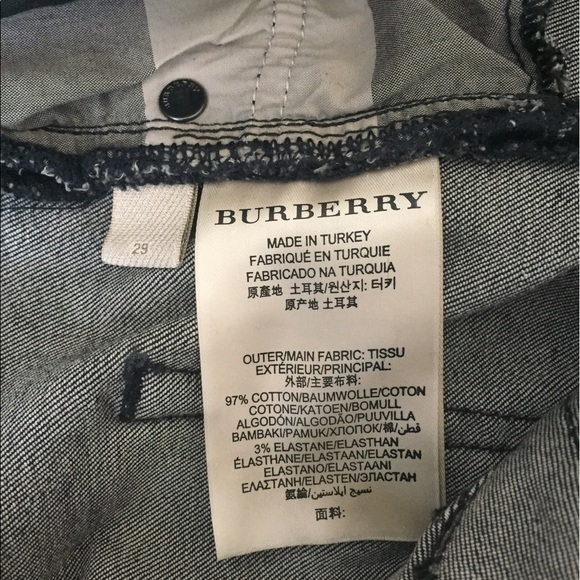 29
BURBERRY
MADE IN TURKEY
FABRIQUÉ EN TURQUIE
FABRICADO NA TURQUIA
原產地 土耳其/원산지: 터키
原产地 土耳其
OUTER/MAIN FABRIC: TISSU
EXTÉRIEUR/PRINCIPAL:
外部/主要布料:
97% COTTON/BAUMWOLLE/COTON
COTONE/KATOEN/BOMULL
ALGODÓN/ALGODÃO/PUUVILLA
ΒΑΜΒΑΚΙ/PAMUK/ХЛОПОК/棉/قطن
3% ELASTANE/ELASTHAN
ÉLASTHANE/ELASTAAN/ELASTAN
ELASTANO/ELASTAANI
ΕΛΑΣΤΑΝΗ/ELASTEN/ЭЛАСТАН
氨綸/نسيج ايلاستين
面料: